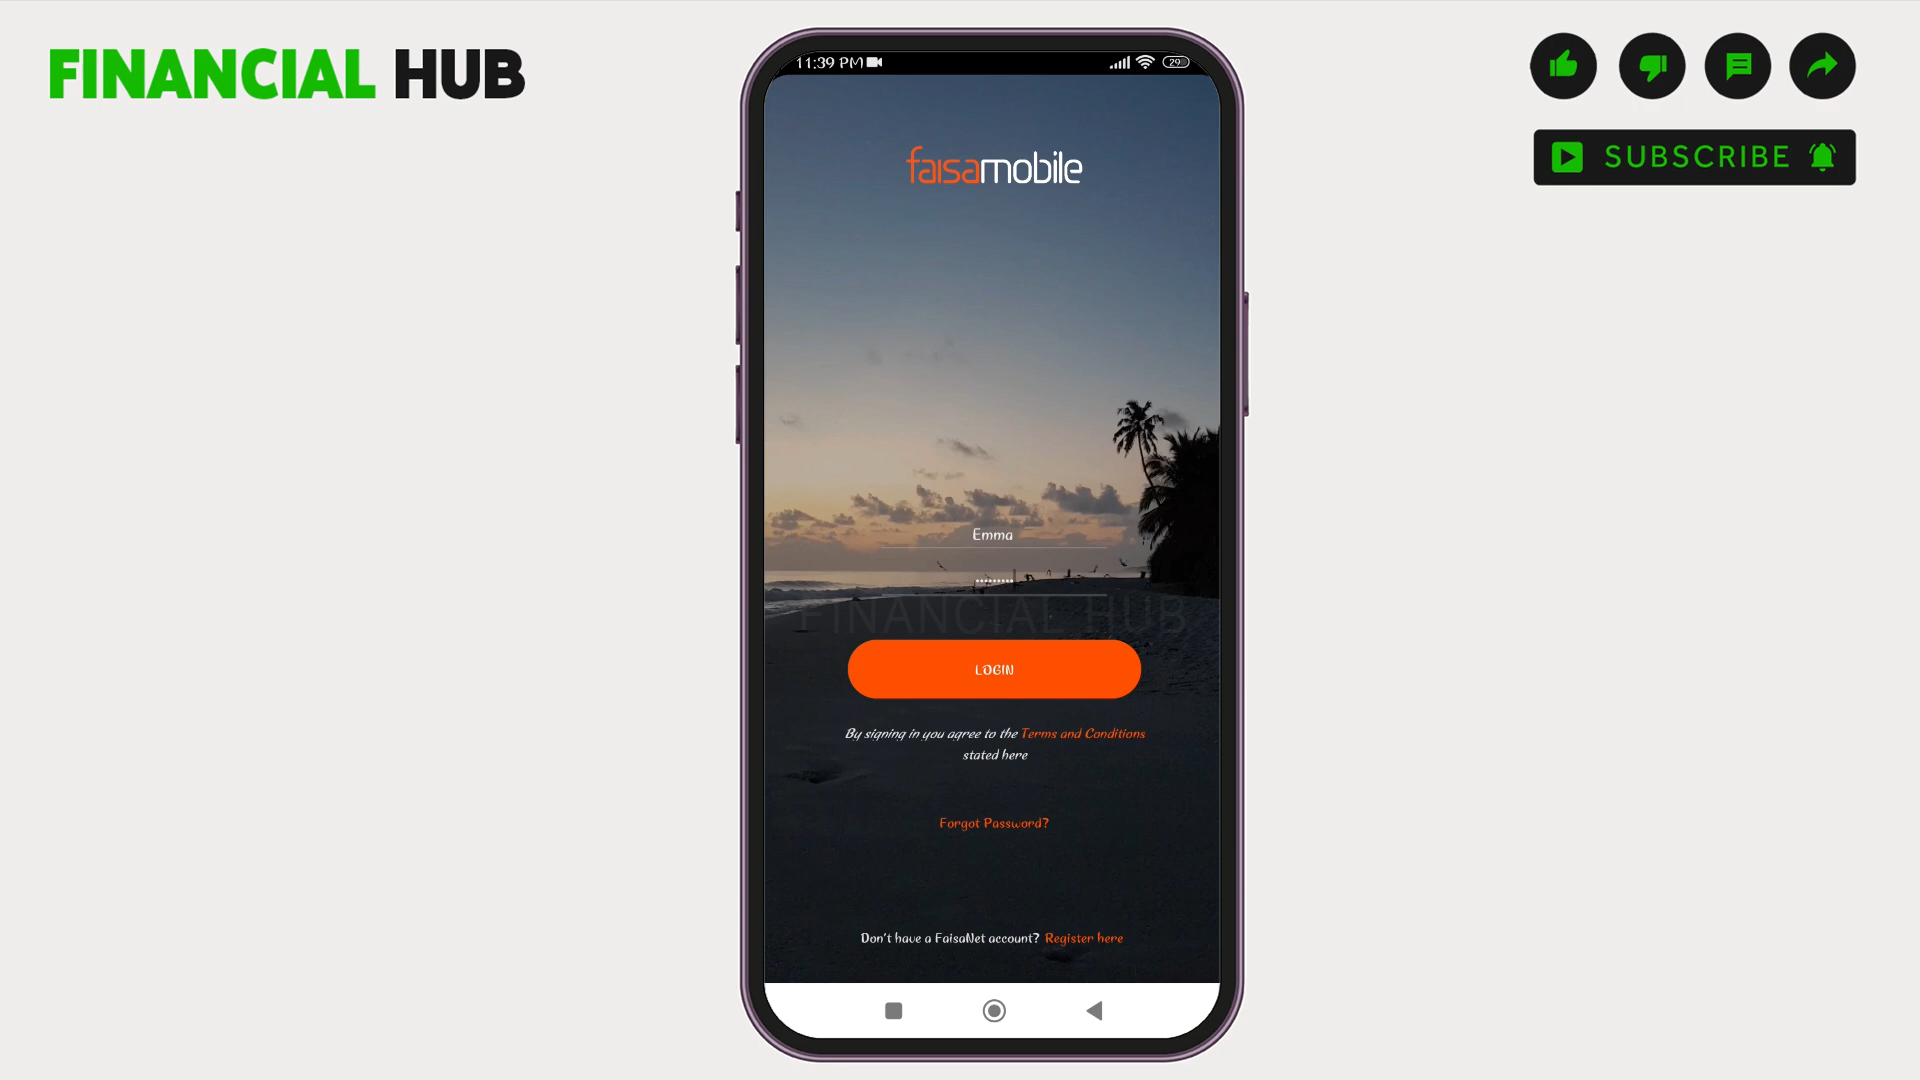 FINANCIAL HUB
SUBSCRIBE
11:39 PM
29
faisamobile
Emma
FINANCIAL HUB
LOGIN
By signing in you agree to the Terms and Conditions
stated here
Forgot Password?
Don't have a FaisaNet account? Register here